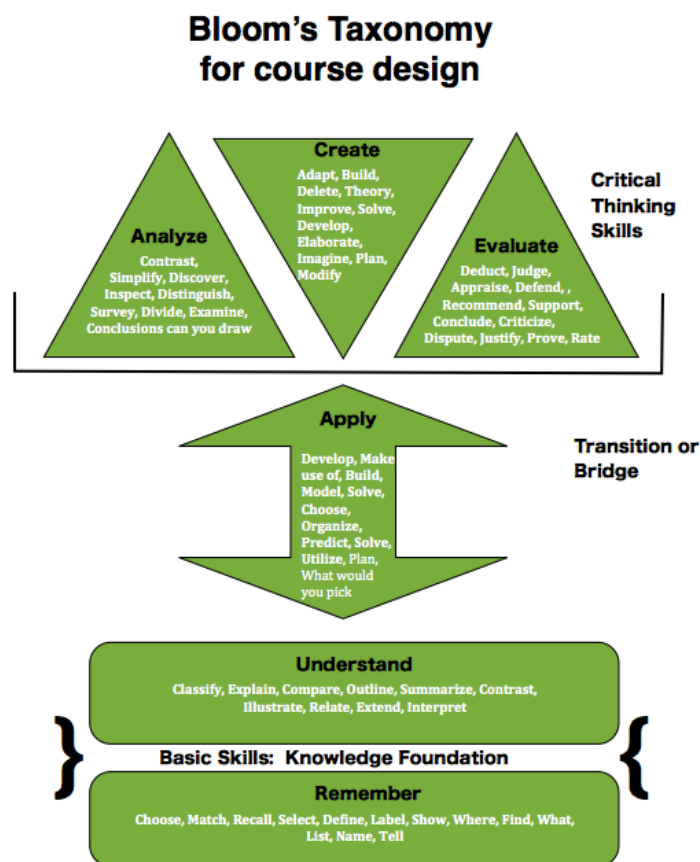 Bloom's Taxonomy
for course design
Create
Adapt, Build,
Delete, Theory,
Improve, Solve,
Develop,
Elaborate,
Imagine, Plan,
Modify
Analyze
Contrast,
Simplify, Discover,
Inspect, Distinguish,
Survey, Divide, Examine,
Conclusions can you draw
Evaluate
Deduct, Judge,
Appraise, Defend, ,
Recommend, Support,
Conclude, Criticize,
Dispute, Justify, Prove, Rate
Critical
Thinking
Skills
Apply
Develop, Make
use of, Build,
Model, Solve,
Choose,
Organize,
Predict, Solve,
Utilize, Plan,
What would
you pick
Transition or
Bridge
Understand
Classify, Explain, Compare, Outline, Summarize, Contrast,
Illustrate, Relate, Extend, Interpret
} Basic Skills: Knowledge Foundation {
Remember
Choose, Match, Recall, Select, Define, Label, Show, Where, Find, What,
List, Name, Tell